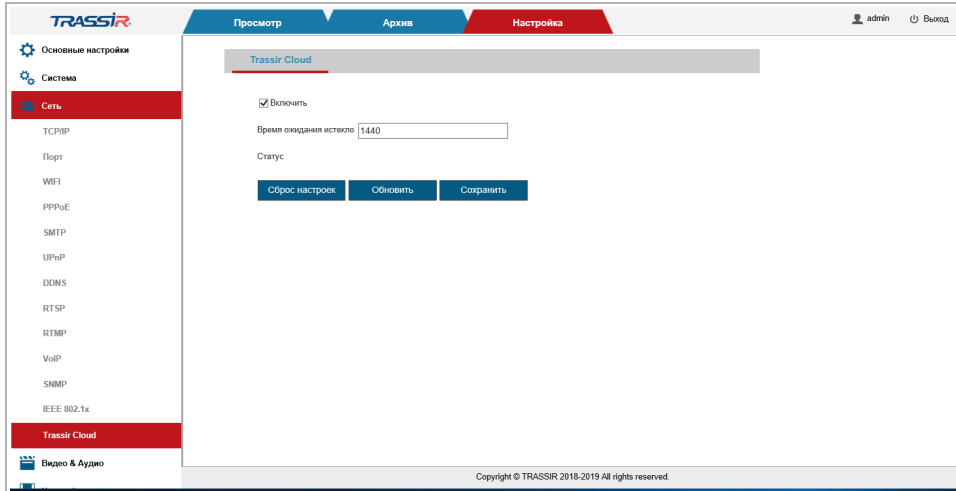 TRASSIR
Просмотр
Архив
Настройка
admin
Выход
Основные настройки
Система
Сеть
TCP/IP
Порт
WIFI
PPPoE
SMTP
UPnP
DDNS
RTSP
RTMP
VoIP
SNMP
IEEE 802.1x
Trassir Cloud
Видео & Аудио
Trassir Cloud
Включить
Время ожидания истекло 1440
Статус
Сброс настроек Обновить Сохранить
Copyright © TRASSIR 2018-2019 All rights reserved.